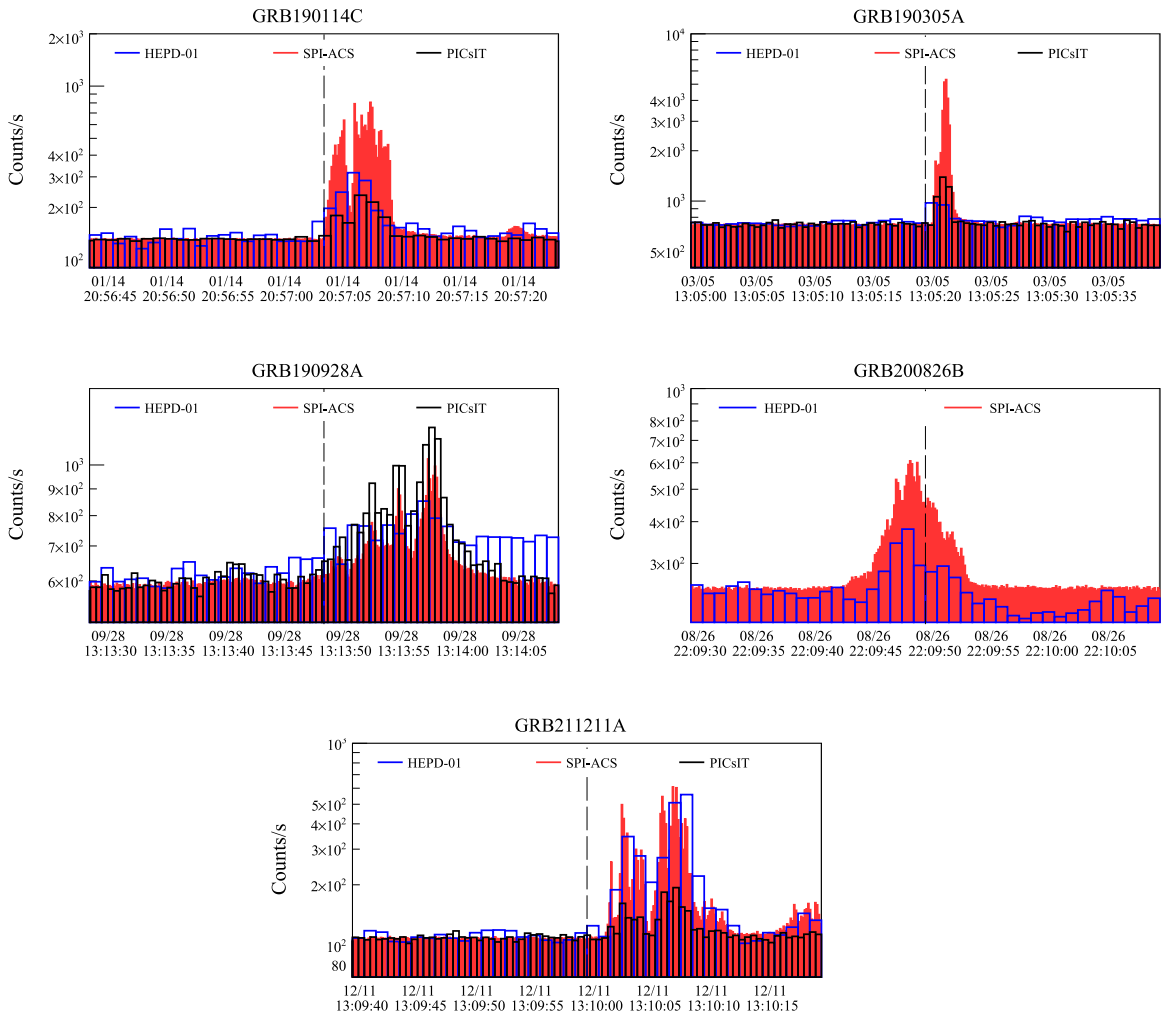 GRB190114C
Counts/s
2×10³
10³
4×10²
3×10²
2×10²
10²
HEPD-01 SPI-ACS PICsIT
01/14 01/14 01/14 01/14 01/14 01/14 01/14 01/14
20:56:45 20:56:50 20:56:55 20:57:00 20:57:05 20:57:10 20:57:15 20:57:20
GRB190305A
Counts/s
10⁴
4×10³
3×10³
2×10³
10³
5×10²
HEPD-01 SPI-ACS PICsIT
03/05 03/05 03/05 03/05 03/05 03/05 03/05 03/05
13:05:00 13:05:05 13:05:10 13:05:15 13:05:20 13:05:25 13:05:30 13:05:35
GRB190928A
Counts/s
10³
9×10²
8×10²
7×10²
6×10²
HEPD-01 SPI-ACS PICsIT
09/28 09/28 09/28 09/28 09/28 09/28 09/28 09/28
13:13:30 13:13:35 13:13:40 13:13:45 13:13:50 13:13:55 13:14:00 13:14:05
GRB200826B
Counts/s
10³
8×10²
7×10²
6×10²
5×10²
4×10²
3×10²
HEPD-01 SPI-ACS
08/26 08/26 08/26 08/26 08/26 08/26 08/26 08/26
22:09:30 22:09:35 22:09:40 22:09:45 22:09:50 22:09:55 22:10:00 22:10:05
GRB211211A
Counts/s
10³
5×10²
4×10²
3×10²
2×10²
10²
80
HEPD-01 SPI-ACS PICsIT
12/11 12/11 12/11 12/11 12/11 12/11 12/11 12/11
13:09:40 13:09:45 13:09:50 13:09:55 13:10:00 13:10:05 13:10:10 13:10:15